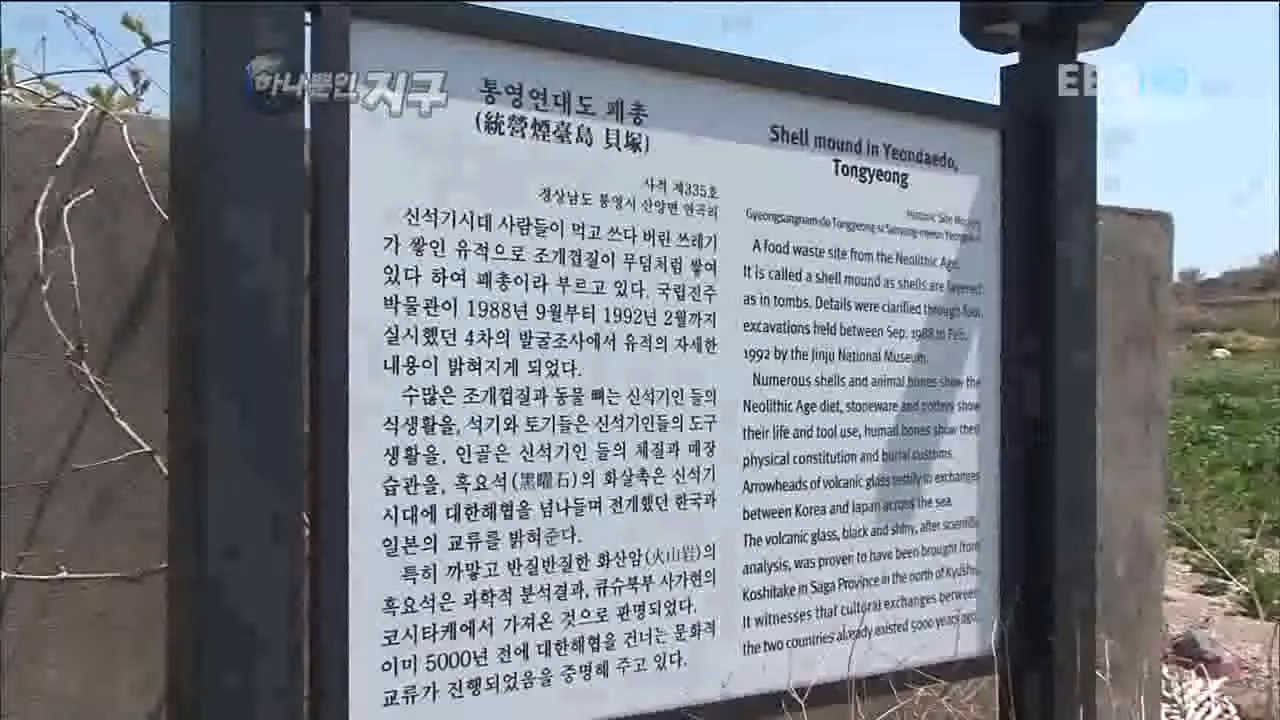 하나뿐인 지구
EBS HD
통영연대도 패총
(統營煙臺島 貝塚)
사적 제335호
경상남도 통영시 산양면 연곡리
신석기시대 사람들이 먹고 쓰다 버린 쓰레기
가 쌓인 유적으로 조개껍질이 무덤처럼 쌓여
있다 하여 패총이라 부르고 있다. 국립진주
박물관이 1988년 9월부터 1992년 2월까지
실시했던 4차의 발굴조사에서 유적의 자세한
내용이 밝혀지게 되었다.
수많은 조개껍질과 동물 뼈는 신석기인 들의
식생활을, 석기와 토기들은 신석기인들의 도구
생활을, 인골은 신석기인 들의 체질과 매장
습관을, 흑요석(黑曜石)의 화살촉은 신석기
시대에 대한해협을 넘나들며 전개했던 한국과
일본의 교류를 밝혀준다.
특히 까맣고 반질반질한 화산암(火山岩)의
흑요석은 과학적 분석결과, 큐슈북부 사가현의
코시타케에서 가져온 것으로 판명되었다.
이미 5000년 전에 대한해협을 건너는 문화적
교류가 진행되었음을 증명해 주고 있다.
Shell mound in Yeondaedo,
Tongyeong
Historic Site No.
Gyeongsangnam-do Tongyeong-si Sanyang-myeon
A food waste site from the Neolithic Age.
It is called a shell mound as shells are layered
as in tombs. Details were clarified through four
excavations held between Sep. 1988 to Feb.
1992 by the Jinju National Museum.
Numerous shells and animal bones show the
Neolithic Age diet, stoneware and pottery show
their life and tool use, human bones show their
physical constitution and burial customs.
Arrowheads of volcanic glass testify to exchanges
between Korea and Japan across the sea.
The volcanic glass, black and shiny, after scientific
analysis, was proven to have been brought from
Koshitake in Saga Province in the north of Kyushu.
It witnesses that cultural exchanges between
the two countries already existed 5000 years ago.